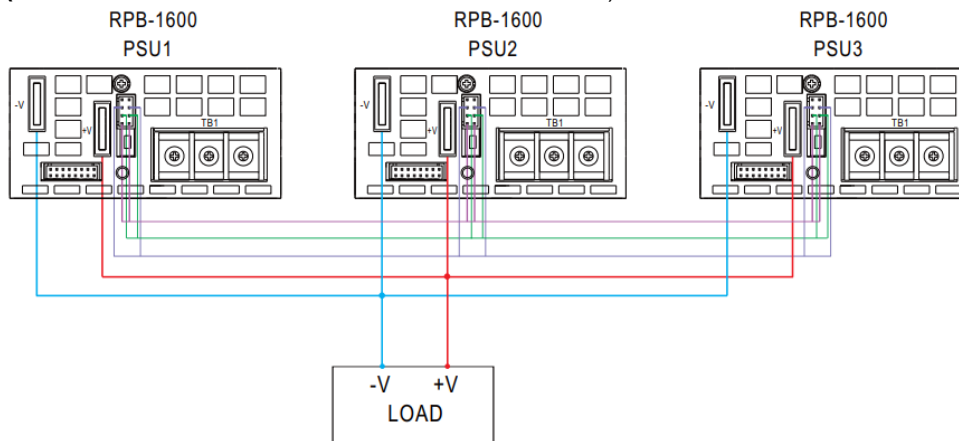 RPB-1600
PSU1
RPB-1600
PSU2
RPB-1600
PSU3
-V
+V
TB1
-V
+V
TB1
-V
+V
TB1
-V +V
LOAD